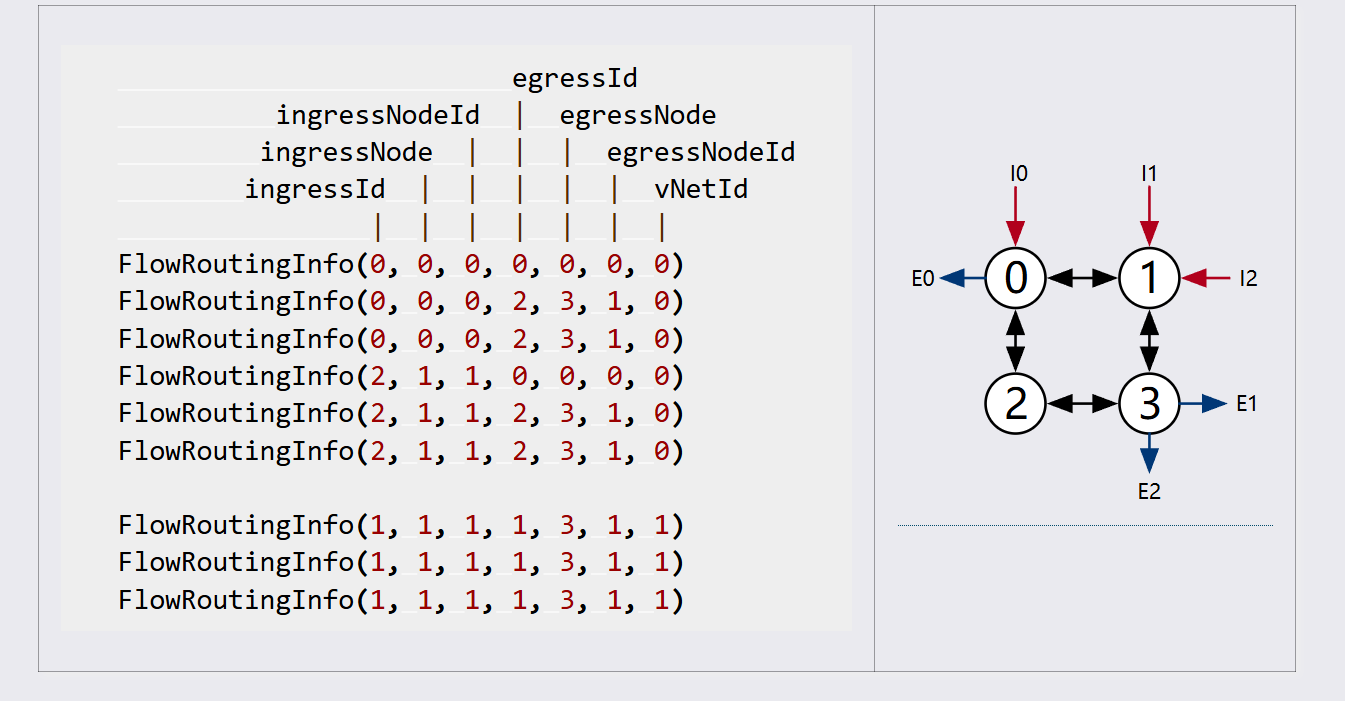 egressId
ingressNodeId | egressNode
ingressNode | | | egressNodeId
ingressId | | | | | vNetId
| | | | | | |
FlowRoutingInfo(0, 0, 0, 0, 0, 0, 0)
FlowRoutingInfo(0, 0, 0, 2, 3, 1, 0)
FlowRoutingInfo(0, 0, 0, 2, 3, 1, 0)
FlowRoutingInfo(2, 1, 1, 0, 0, 0, 0)
FlowRoutingInfo(2, 1, 1, 2, 3, 1, 0)
FlowRoutingInfo(2, 1, 1, 2, 3, 1, 0)
FlowRoutingInfo(1, 1, 1, 1, 3, 1, 1)
FlowRoutingInfo(1, 1, 1, 1, 3, 1, 1)
FlowRoutingInfo(1, 1, 1, 1, 3, 1, 1)
I0 I1
E0 0 1 I2
2 3 E1
E2